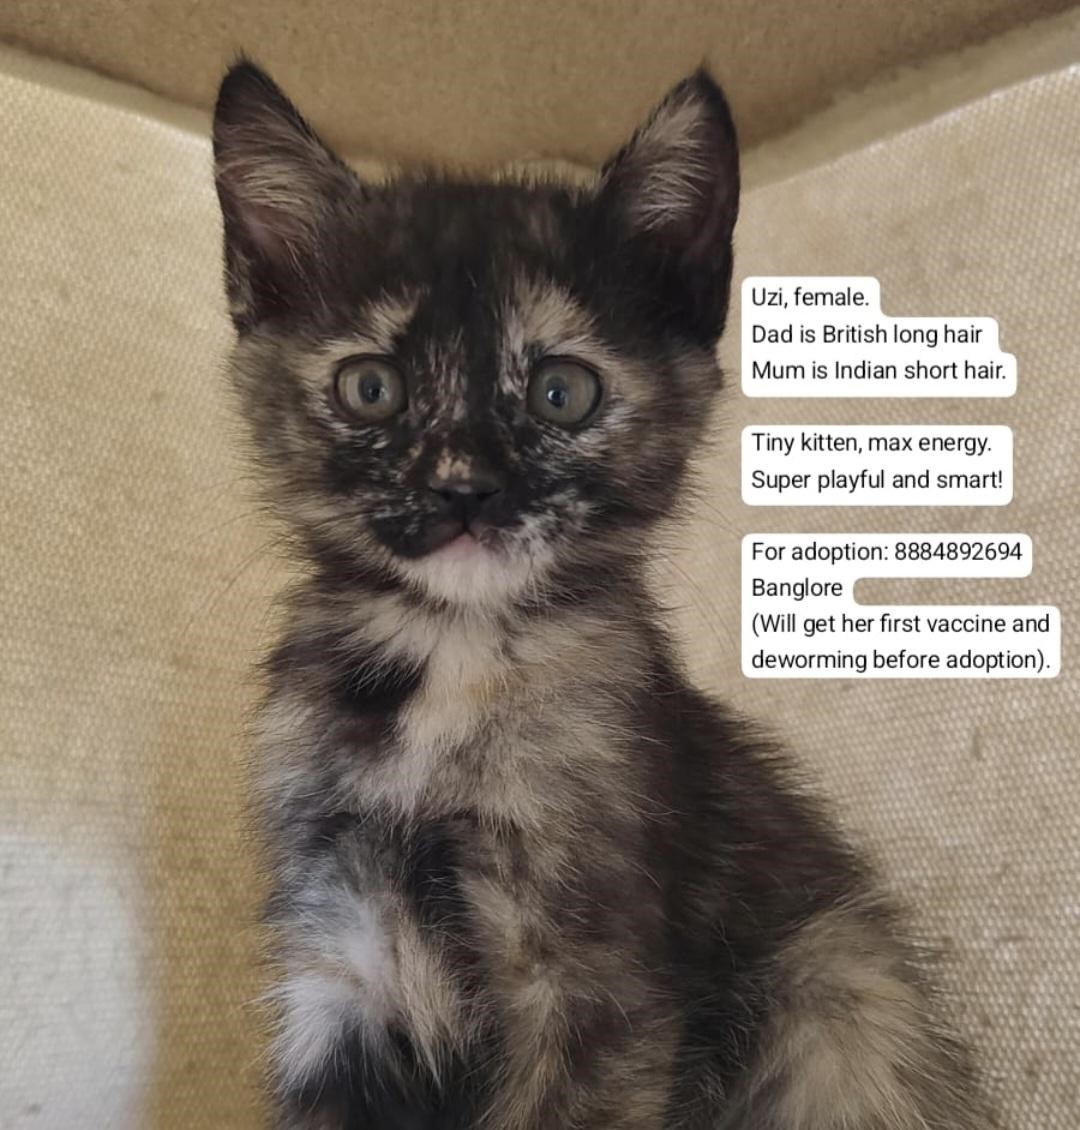 Uzi, female.
Dad is British long hair
Mum is Indian short hair.
Tiny kitten, max energy.
Super playful and smart!
For adoption: 8884892694
Banglore
(Will get her first vaccine and
deworming before adoption).